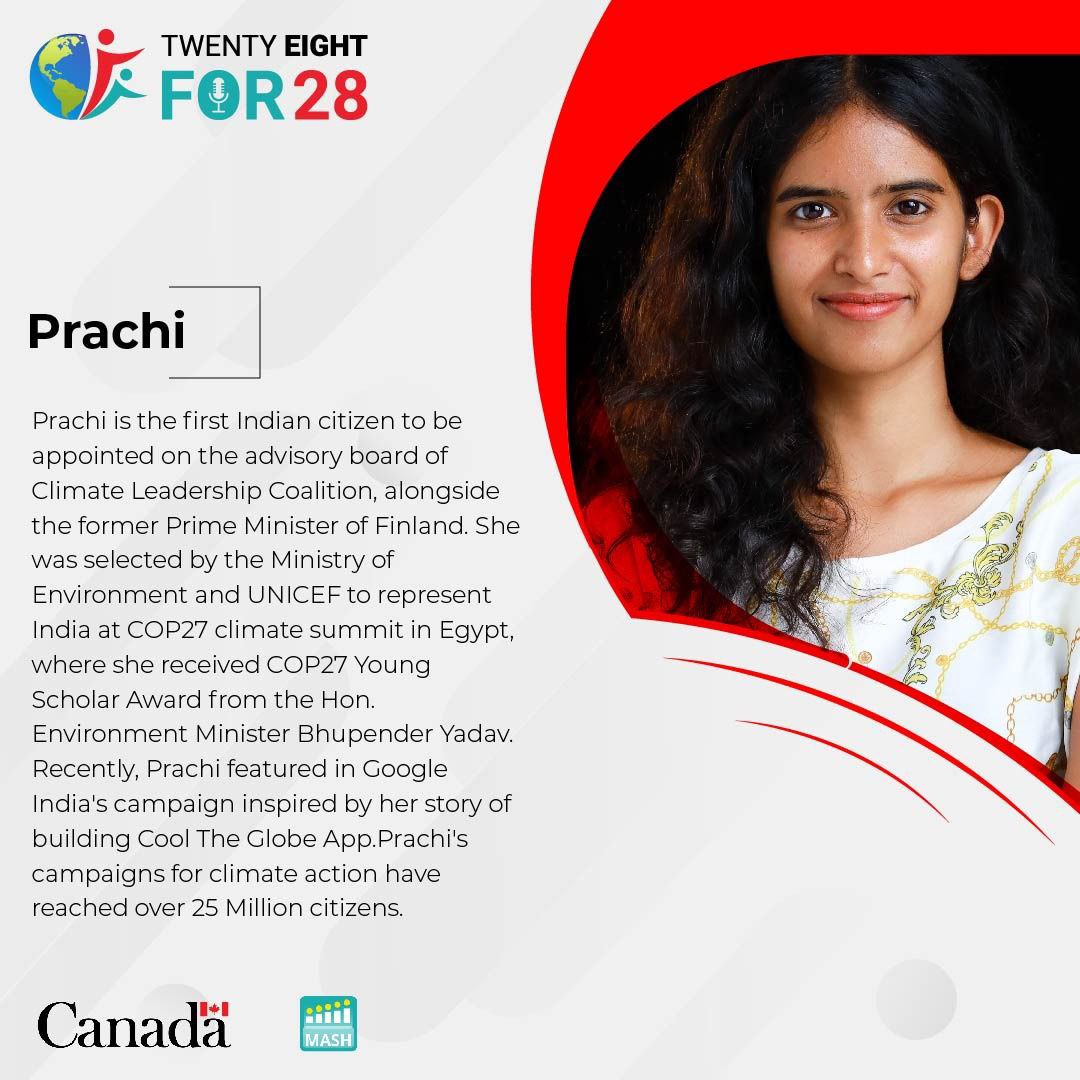 TWENTY EIGHT
FOR 28
Prachi
Prachi is the first Indian citizen to be
appointed on the advisory board of
Climate Leadership Coalition, alongside
the former Prime Minister of Finland. She
was selected by the Ministry of
Environment and UNICEF to represent
India at COP27 climate summit in Egypt,
where she received COP27 Young
Scholar Award from the Hon.
Environment Minister Bhupender Yadav.
Recently, Prachi featured in Google
India's campaign inspired by her story of
building Cool The Globe App.Prachi's
campaigns for climate action have
reached over 25 Million citizens.
Canada
MASH